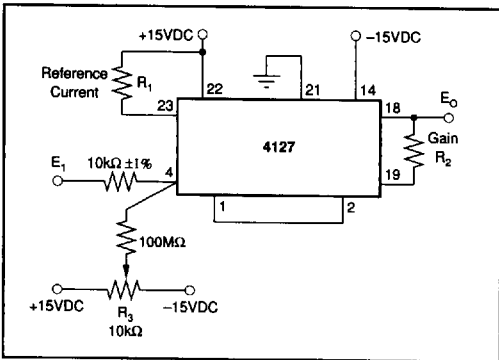 +15VDC
−15VDC
Reference
Current
R1
22
21
14
23
18
EO
4127
Gain
R2
E1
10kΩ ±1%
4
19
1
2
100MΩ
+15VDC
−15VDC
R3
10kΩ